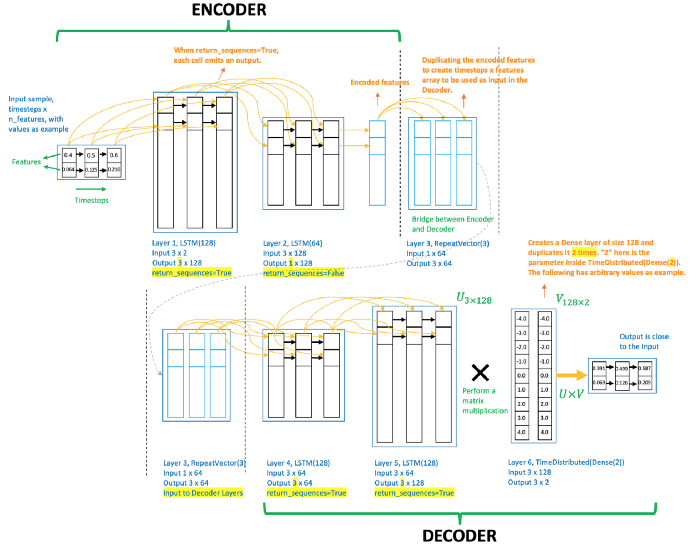 ENCODER
When return_sequences=True,
each cell emits an output.
Duplicating the encoded features
to create timesteps x features
array to be used as input in the
Decoder.
Encoded features
Input sample,
timesteps x
n_features, with
values as example
Features
0.4 0.5 0.6
0.064 0.125 0.216
Timesteps
Bridge between Encoder
and Decoder
Layer 1, LSTM(128)
Input 3 x 2
Output 3 x 128
return_sequences=True
Layer 2, LSTM(64)
Input 3 x 128
Output 1 x 128
return_sequences=False
Layer 3, RepeatVector(3)
Input 1 x 64
Output 3 x 64
Creates a Dense layer of size 128 and
duplicates it 2 times. "2" here is the
parameter inside TimeDistributed(Dense(2)).
The following has arbitrary values as example.
U3×128
V128×2
-4.0 -4.0
-3.0 -3.0
-2.0 -2.0
-1.0 -1.0
0.0 0.0
1.0 1.0
2.0 2.0
3.0 3.0
4.0 4.0
Perform a
matrix
multiplication
U×V
Output is close
to the Input
0.391 0.499 0.587
0.069 0.126 0.209
Layer 3, RepeatVector(3)
Input 1 x 64
Output 3 x 64
Input to Decoder Layers
Layer 4, LSTM(128)
Input 3 x 64
Output 3 x 64
return_sequences=True
Layer 5, LSTM(128)
Input 3 x 64
Output 3 x 128
return_sequences=True
Layer 6, TimeDistributed(Dense(2))
Input 3 x 128
Output 3 x 2
DECODER